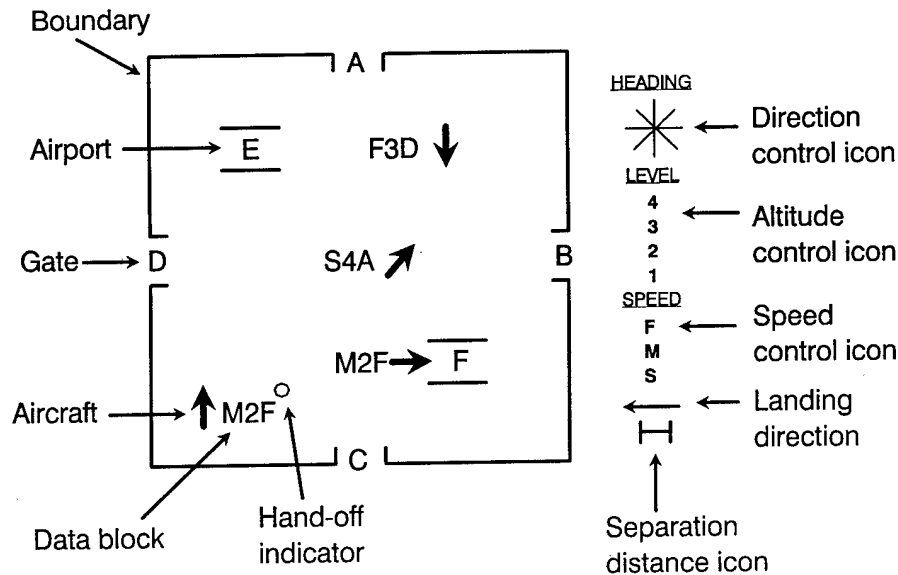 Boundary
A
HEADING
Airport
E
F3D
Direction
control icon
LEVEL
4
3
2
1
Altitude
control icon
Gate
D
S4A
B
SPEED
F
M
S
Speed
control icon
M2F
F
Aircraft
M2F
C
Landing
direction
Data block
Hand-off
indicator
Separation
distance icon